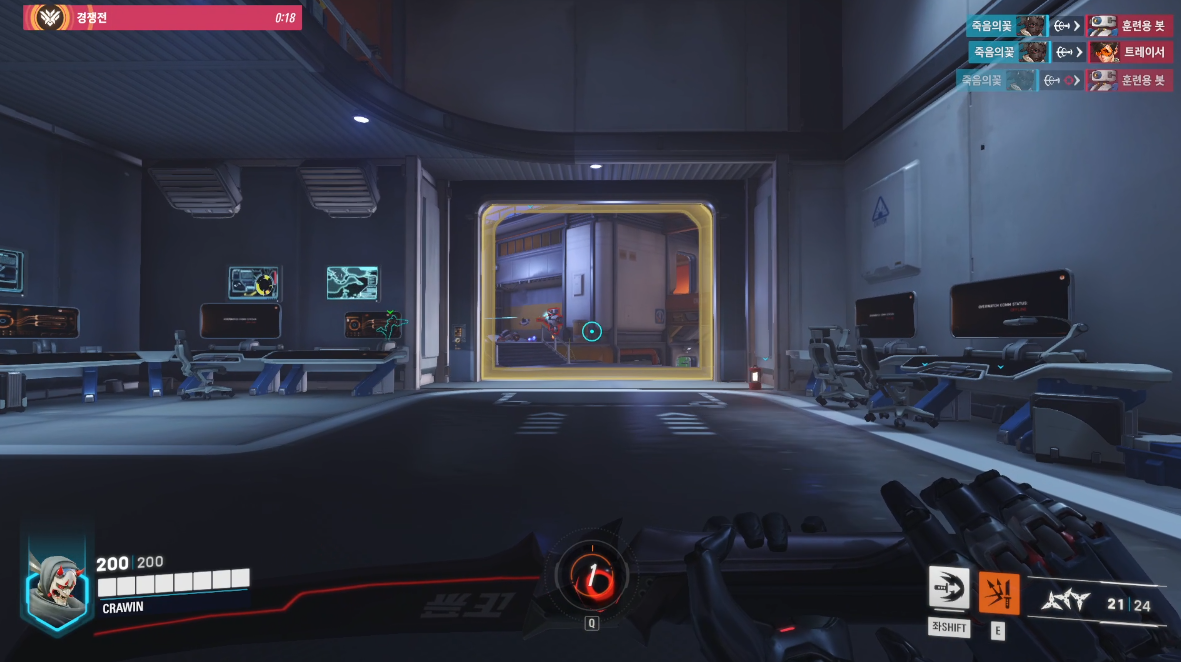 경쟁전 0:18
죽음의꽃 훈련용 봇
죽음의꽃 트레이서
죽음의꽃 훈련용 봇
200 200
CRAWIN
1
Q
좌SHIFT
E
21 24